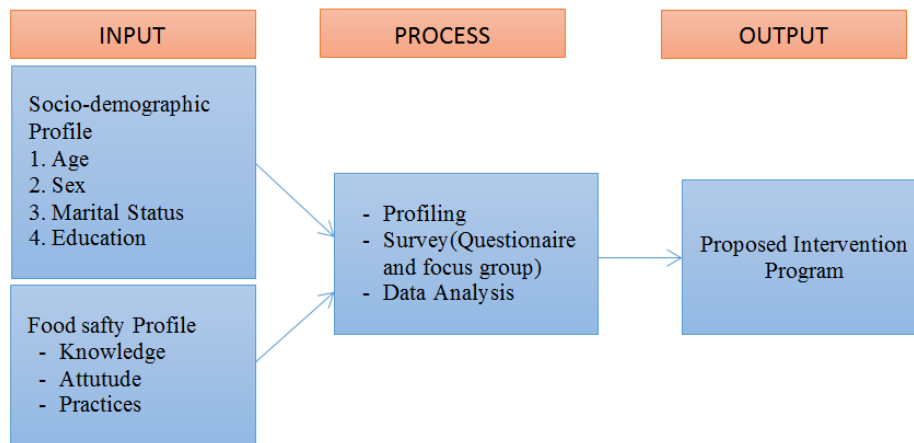 INPUT
PROCESS
OUTPUT
Socio-demographic
Profile
1. Age
2. Sex
3. Marital Status
4. Education
Food safty Profile
- Knowledge
- Attutude
- Practices
- Profiling
- Survey(Questionaire
and focus group)
- Data Analysis
Proposed Intervention
Program